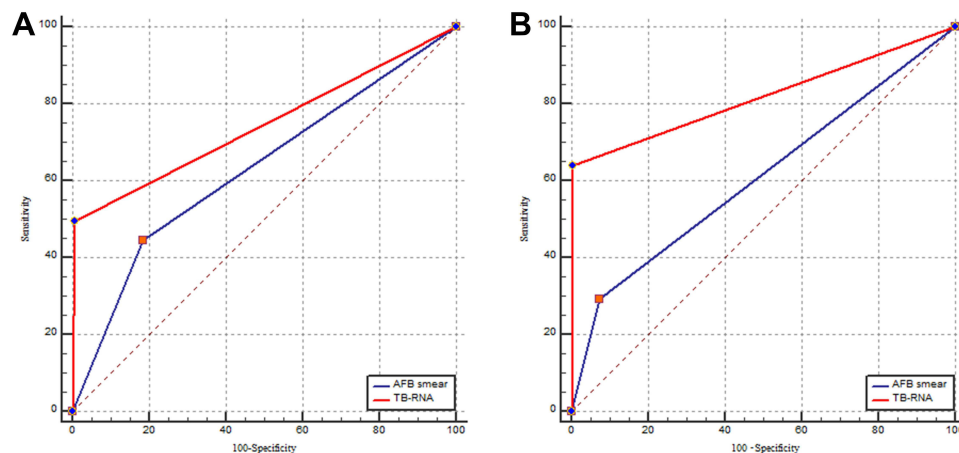 A
100
80
60
40
20
0
Sensitivity
0 20 40 60 80 100
100-Specificity
AFB smear
TB-RNA
B
100
80
60
40
20
0
Sensitivity
0 20 40 60 80 100
100 - Specificity
AFB smear
TB-RNA